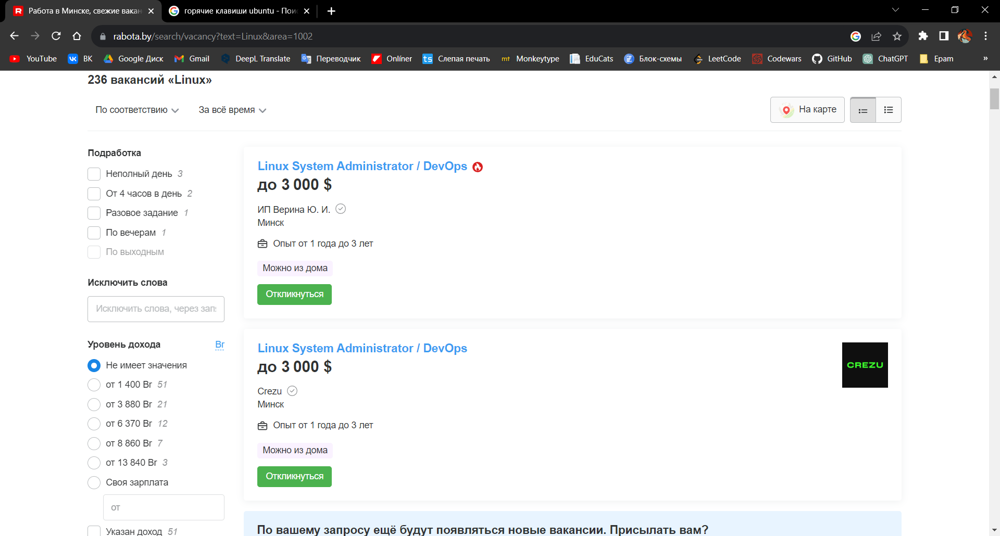 Работа в Минске, свежие вакан
горячие клавиши ubuntu - Пои
rabota.by/search/vacancy?text=Linux&area=1002
YouTube
VK ВК
Google Диск
Gmail
DeepL Translate
Переводчик
Onlíner
ts Слепая печать
mt Monkeytype
EduCats
Блок-схемы
LeetCode
Codewars
GitHub
ChatGPT
Epam
»
236 вакансий «Linux»
По соответствию
За всё время
На карте
Подработка
Неполный день 3
От 4 часов в день 2
Разовое задание 1
По вечерам 1
По выходным
Исключить слова
Исключить слова, через зап
Уровень дохода Br
Не имеет значения
от 1 400 Br 51
от 3 880 Br 21
от 6 370 Br 12
от 8 860 Br 7
от 13 840 Br 3
Своя зарплата
от
Указан доход 51
Linux System Administrator / DevOps
до 3 000 $
ИП Верина Ю. И.
Минск
Опыт от 1 года до 3 лет
Можно из дома
Откликнуться
Linux System Administrator / DevOps
до 3 000 $
CREZU
Crezu
Минск
Опыт от 1 года до 3 лет
Можно из дома
Откликнуться
По вашему запросу ещё будут появляться новые вакансии. Присылать вам?